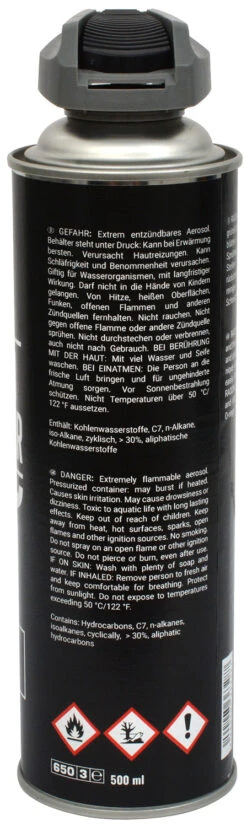 GEFAHR: Extrem entzündbares Aerosol.
Behälter steht unter Druck: Kann bei Erwärmung
bersten. Verursacht Hautreizungen. Kann
Schläfrigkeit und Benommenheit verursachen.
Giftig für Wasserorganismen, mit langfristiger
Wirkung. Darf nicht in die Hände von Kindern
gelangen. Von Hitze, heißen Oberflächen,
Funken, offenen Flammen und anderen
Zündquellen fernhalten. Nicht rauchen. Nicht
gegen offene Flamme oder andere Zündquelle
sprühen. Nicht durchstechen oder verbrennen,
auch nicht nach Gebrauch. BEI BERÜHRUNG
MIT DER HAUT: Mit viel Wasser und Seife
waschen. BEI EINATMEN: Die Person an die
frische Luft bringen und für ungehinderte
Atmung sorgen. Vor Sonnenbestrahlung
schützen. Nicht Temperaturen über 50 °C/
122 °F aussetzen.
Enthält: Kohlenwasserstoffe, C7, n-Alkane,
iso-Alkane, zyklisch, > 30%, aliphatische
Kohlenwasserstoffe
DANGER: Extremely flammable aerosol.
Pressurized container: may burst if heated.
Causes skin irritation. May cause drowsiness or
dizziness. Toxic to aquatic life with long lasting
effects. Keep out of reach of children. Keep
away from heat, hot surfaces, sparks, open
flames and other ignition sources. No smoking.
Do not spray on an open flame or other ignition
source. Do not pierce or burn, even after use.
IF ON SKIN: Wash with plenty of soap and
water. IF INHALED: Remove person to fresh air
and keep comfortable for breathing. Protect
from sunlight. Do not expose to temperatures
exceeding 50 °C/122 °F.
Contains: Hydrocarbons, C7, n-alkanes,
isoalkanes, cyclically, > 30%, aliphatic
hydrocarbons
650 3 e 500 ml